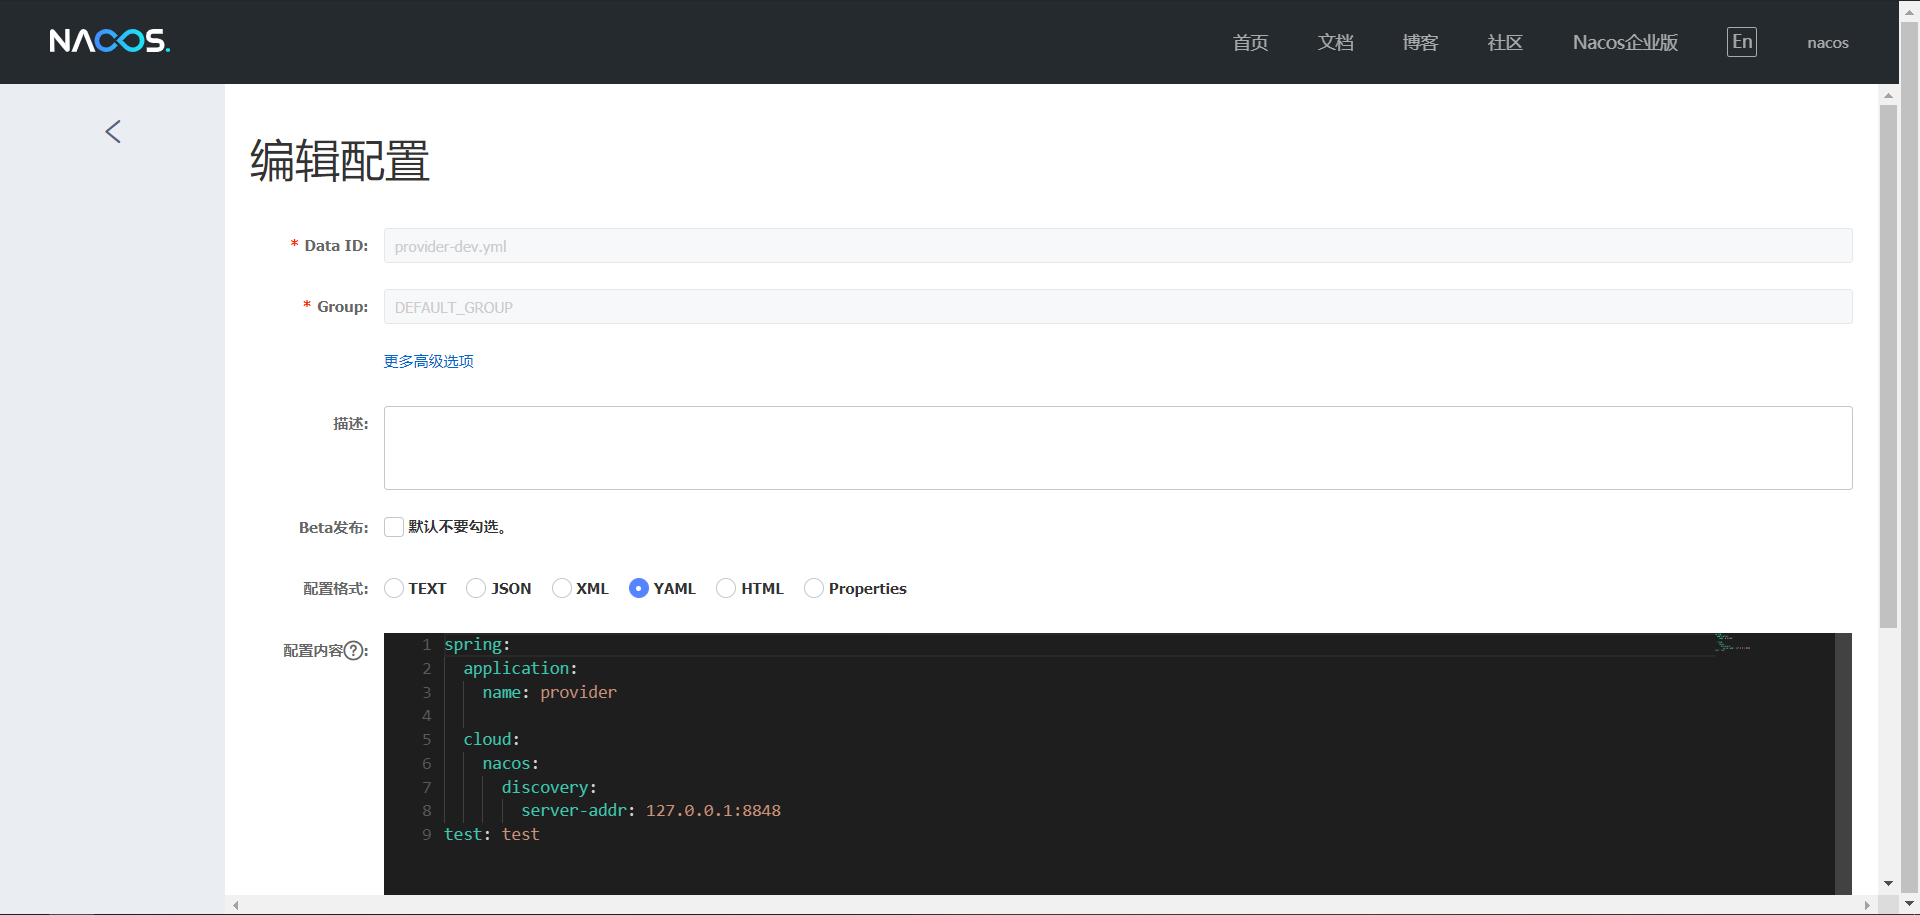 NACOS.
首页 文档 博客 社区 Nacos企业版 En nacos
编辑配置
* Data ID: provider-dev.yml
* Group: DEFAULT_GROUP
更多高级选项
描述:
Beta发布: 默认不要勾选。
配置格式: TEXT JSON XML YAML HTML Properties
配置内容?:
1 spring:
2   application:
3     name: provider
4
5   cloud:
6     nacos:
7       discovery:
8         server-addr: 127.0.0.1:8848
9 test: test